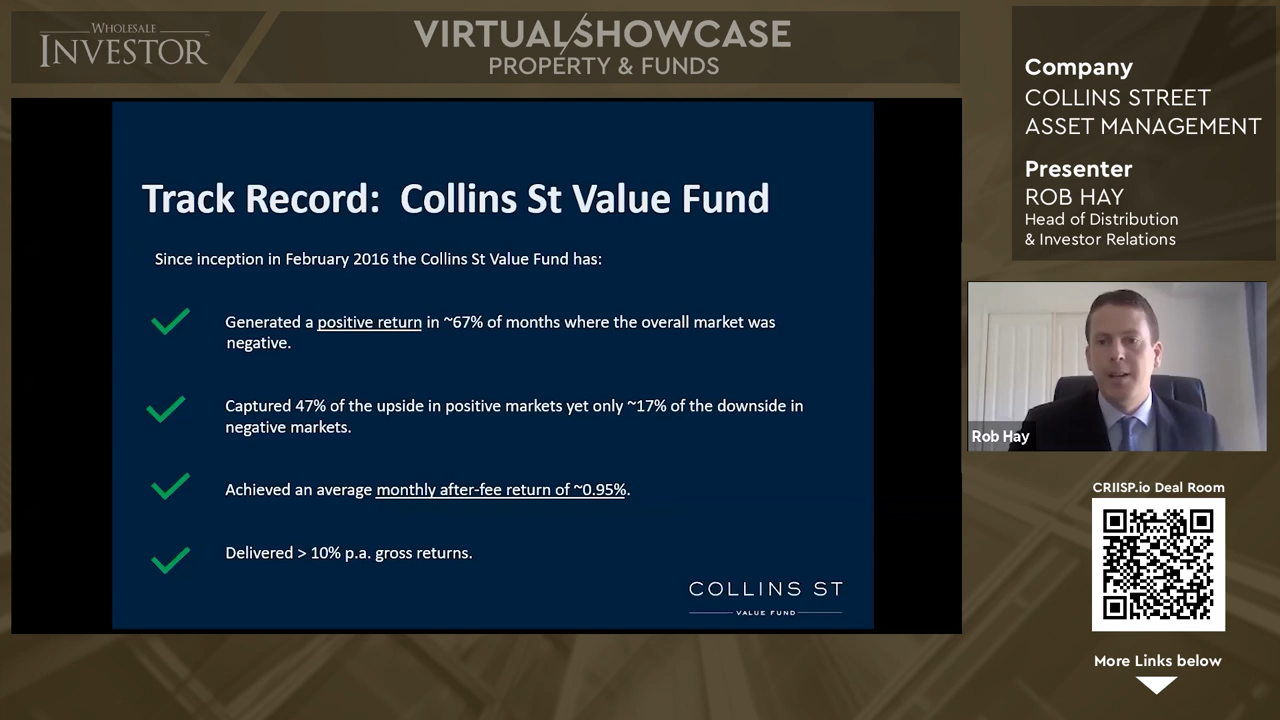 WHOLESALE
INVESTOR
VIRTUAL/SHOWCASE
PROPERTY & FUNDS
Company
COLLINS STREET
ASSET MANAGEMENT
Presenter
ROB HAY
Head of Distribution
& Investor Relations
Track Record: Collins St Value Fund
Since inception in February 2016 the Collins St Value Fund has:
Generated a positive return in ~67% of months where the overall market was
negative.
Captured 47% of the upside in positive markets yet only ~17% of the downside in
negative markets.
Achieved an average monthly after-fee return of ~0.95%.
Delivered > 10% p.a. gross returns.
COLLINS ST
VALUE FUND
Rob Hay
CRIISP.io Deal Room
More Links below